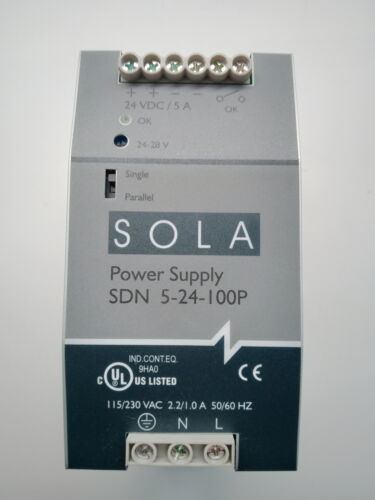 + + − −
24 VDC / 5 A
OK
OK
24-28 V
Single
Parallel
SOLA
Power Supply
SDN 5-24-100P
IND.CONT.EQ.
9HA0
C UL US LISTED
CE
115/230 VAC 2.2/1.0 A 50/60 HZ
N L